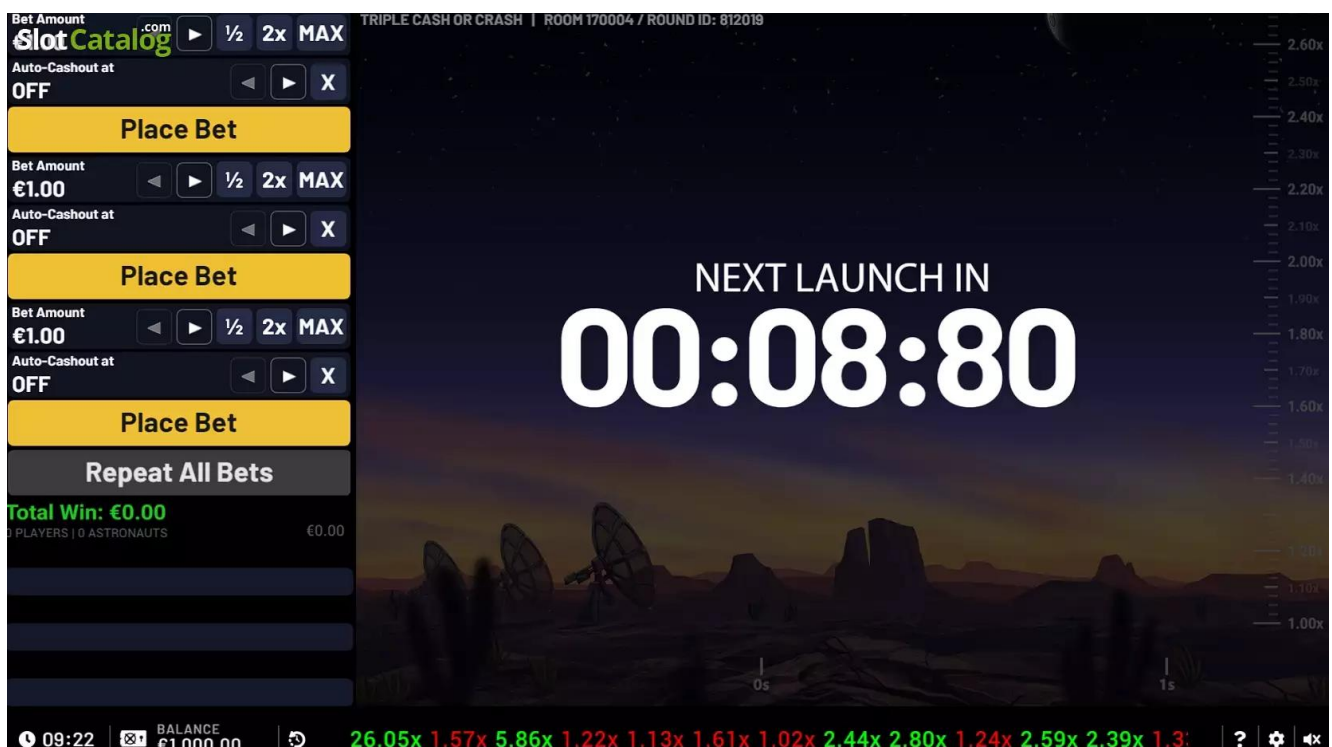 TRIPLE CASH OR CRASH | ROOM 170004 / ROUND ID: 812019
Bet Amount
SlotCatalog.com
½ 2x MAX
Auto-Cashout at
OFF
X
Place Bet
Bet Amount
€1.00
½ 2x MAX
Auto-Cashout at
OFF
X
Place Bet
Bet Amount
€1.00
½ 2x MAX
Auto-Cashout at
OFF
X
Place Bet
Repeat All Bets
Total Win: €0.00
0 PLAYERS | 0 ASTRONAUTS €0.00
NEXT LAUNCH IN
00:08:80
2.60x
2.50x
2.40x
2.30x
2.20x
2.10x
2.00x
1.90x
1.80x
1.70x
1.60x
1.50x
1.40x
1.10x
1.00x
0s 1s
09:22
BALANCE
€1,000.00
26.05x 1.57x 5.86x 1.22x 1.13x 1.61x 1.02x 2.44x 2.80x 1.24x 2.59x 2.39x
?